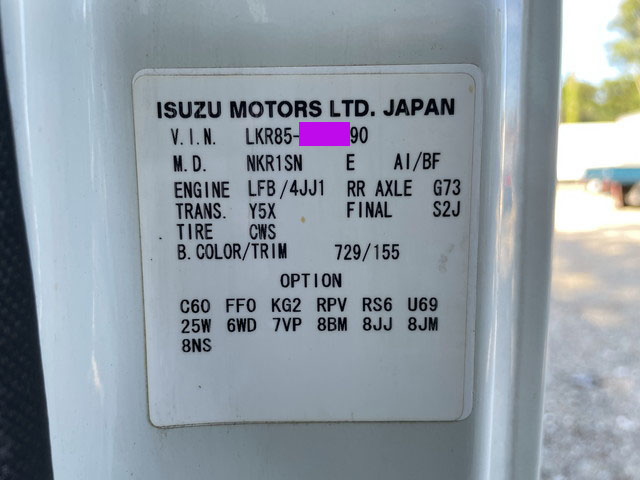 ISUZU MOTORS LTD. JAPAN
V.I.N. LKR85- 90
M.D. NKR1SN E AI/BF
ENGINE LFB/4JJ1 RR AXLE G73
TRANS. Y5X FINAL S2J
TIRE CWS
B.COLOR/TRIM 729/155
OPTION
C60 FF0 KG2 RPV RS6 U69
25W 6WD 7VP 8BM 8JJ 8JM
8NS